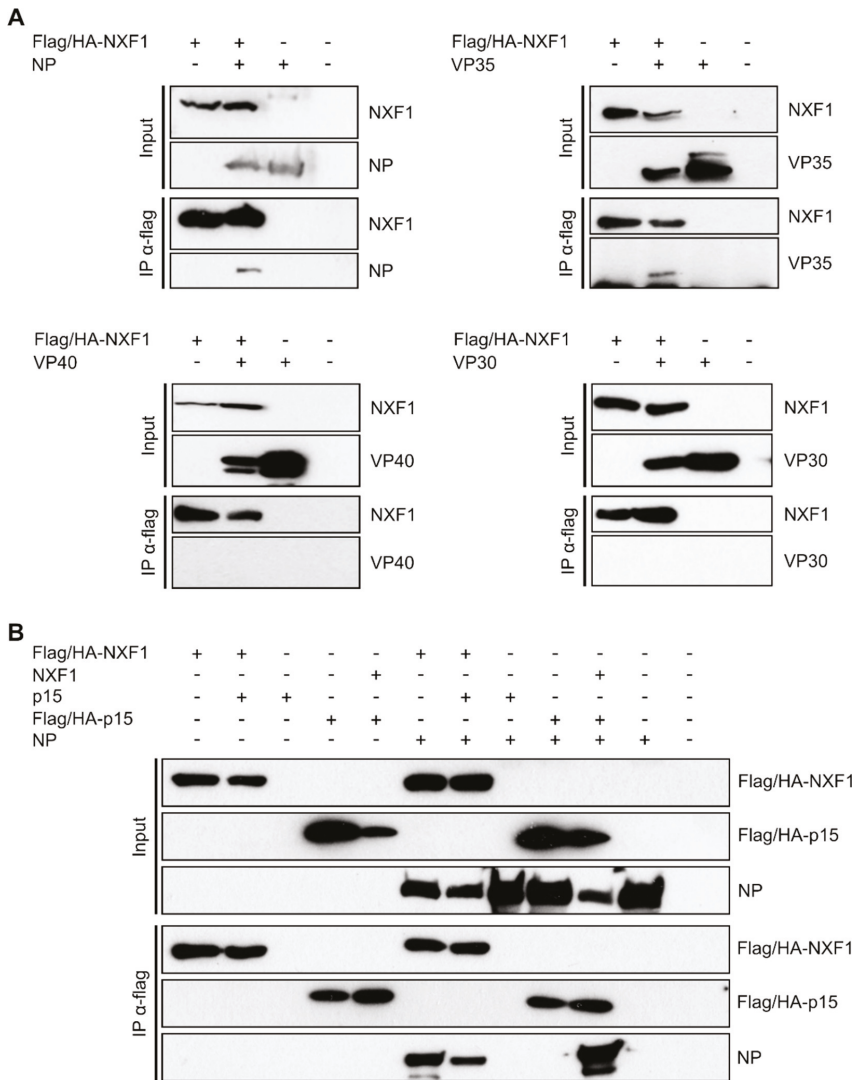 A
Flag/HA-NXF1 + + - -
NP - + + -
Input
NXF1
NP
IP α-flag
NXF1
NP
Flag/HA-NXF1 + + - -
VP35 - + + -
Input
NXF1
VP35
IP α-flag
NXF1
VP35
Flag/HA-NXF1 + + - -
VP40 - + + -
Input
NXF1
VP40
IP α-flag
NXF1
VP40
Flag/HA-NXF1 + + - -
VP30 - + + -
Input
NXF1
VP30
IP α-flag
NXF1
VP30
B
Flag/HA-NXF1 + + - - - + + - - - - -
NXF1 - - - - + - - - - + - -
p15 - + + - - - + + - - - -
Flag/HA-p15 - - - + + - - - + + - -
NP - - - - - + + + + + + -
Input
Flag/HA-NXF1
Flag/HA-p15
NP
IP α-flag
Flag/HA-NXF1
Flag/HA-p15
NP